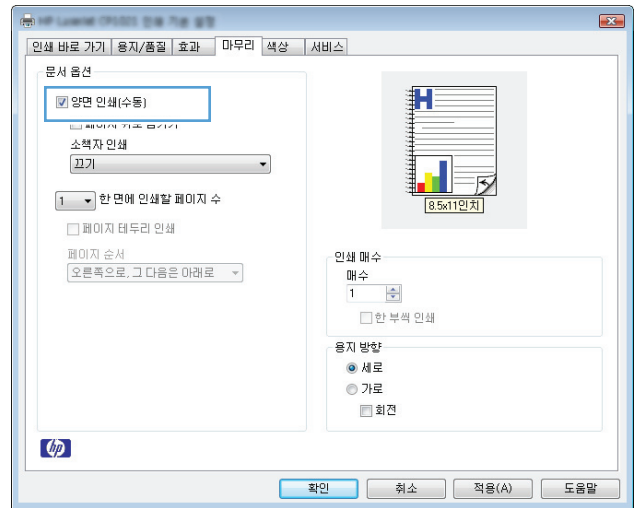 인쇄 바로 가기 용지/품질 효과 마무리 색상 서비스
문서 옵션
양면 인쇄(수동)
소책자 인쇄
끄기
1 한 면에 인쇄할 페이지 수
페이지 테두리 인쇄
페이지 순서
오른쪽으로, 그 다음은 아래로
H
8.5x11인치
인쇄 매수
매수
1
한 부씩 인쇄
용지 방향
세로
가로
회전
hp
확인 취소 적용(A) 도움말